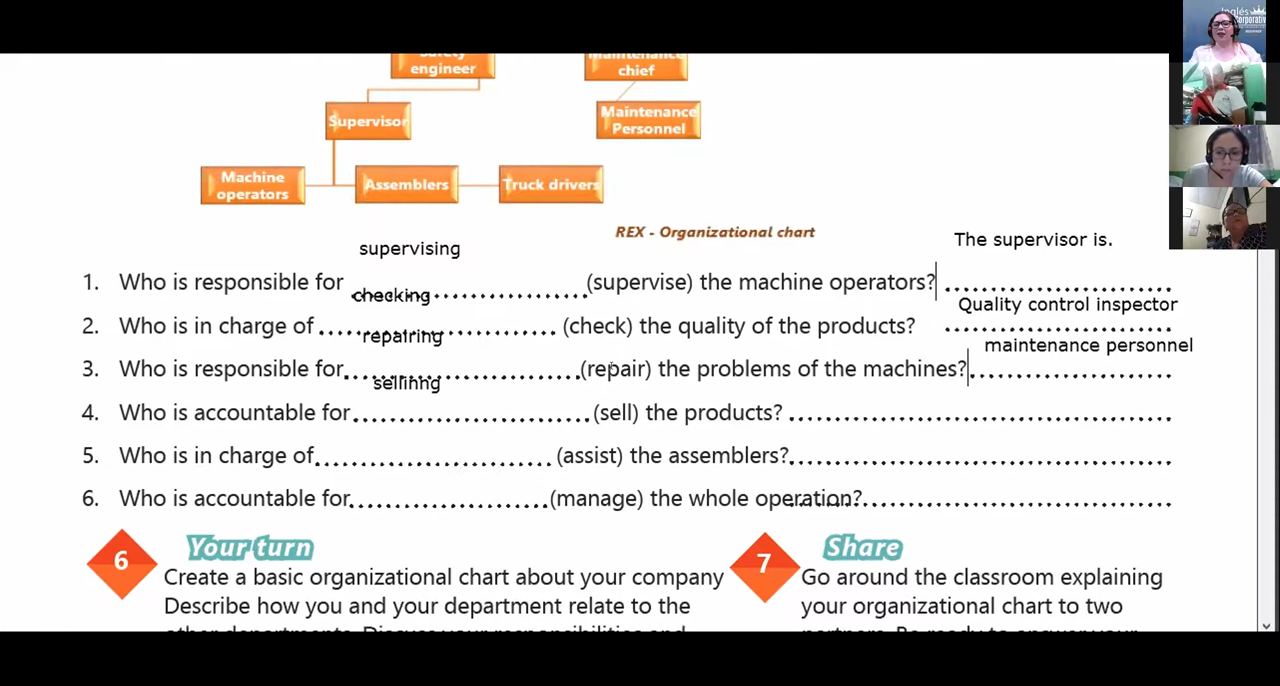 Inglés
Corporativo
engineer
Maintenance
chief
Supervisor
Maintenance
Personnel
Machine
operators
Assemblers
Truck drivers
REX - Organizational chart
The supervisor is.
supervising
1. Who is responsible for ........................(supervise) the machine operators? ........................
checking
Quality control inspector
2. Who is in charge of ........................ (check) the quality of the products? ........................
repairing
maintenance personnel
3. Who is responsible for........................(repair) the problems of the machines?........................
sellinng
4. Who is accountable for........................(sell) the products? ........................
5. Who is in charge of........................ (assist) the assemblers?........................
6. Who is accountable for........................(manage) the whole operation?........................
6 Your turn
7 Share
Create a basic organizational chart about your company
Go around the classroom explaining
Describe how you and your department relate to the
your organizational chart to two